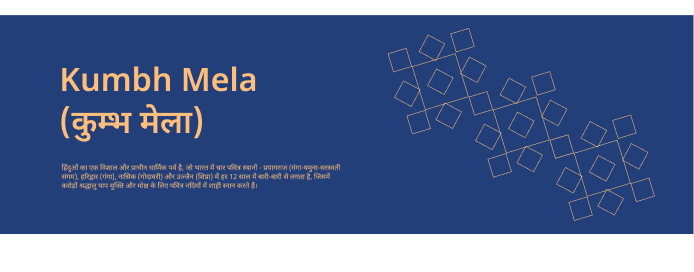 Kumbh Mela
(कुम्भ मेला)
हिंदुओं का एक विशाल और प्राचीन धार्मिक पर्व है, जो भारत में चार पवित्र स्थानों - प्रयागराज (गंगा-यमुना-सरस्वती
संगम), हरिद्वार (गंगा), नासिक (गोदावरी) और उज्जैन (शिप्रा) में हर 12 साल में बारी-बारी से लगता है, जिसमें
करोड़ों श्रद्धालु पाप मुक्ति और मोक्ष के लिए पवित्र नदियों में शाही स्नान करते हैं।